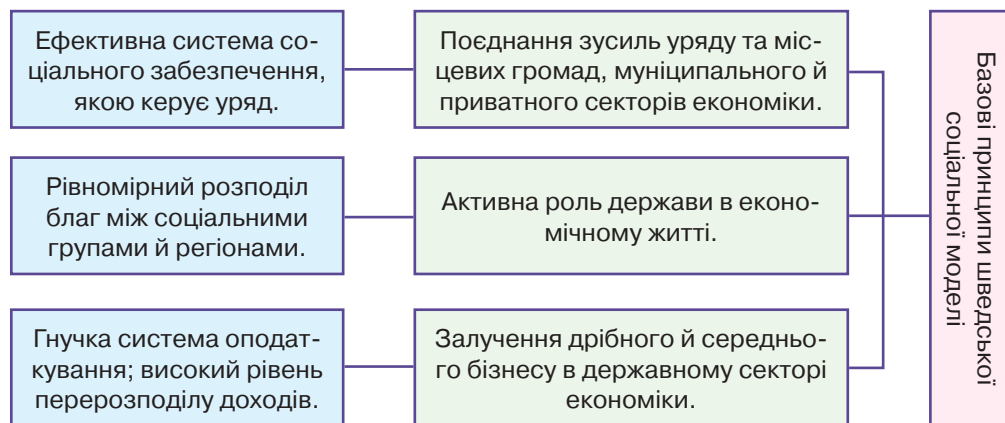 Ефективна система со-
ціального забезпечення,
якою керує уряд.
Поєднання зусиль уряду та міс-
цевих громад, муніципального й
приватного секторів економіки.
Рівномірний розподіл
благ між соціальними
групами й регіонами.
Активна роль держави в еконо-
мічному житті.
Гнучка система оподат-
кування; високий рівень
перерозподілу доходів.
Залучення дрібного й середньо-
го бізнесу в державному секторі
економіки.
Базові принципи шведської
соціальної моделі